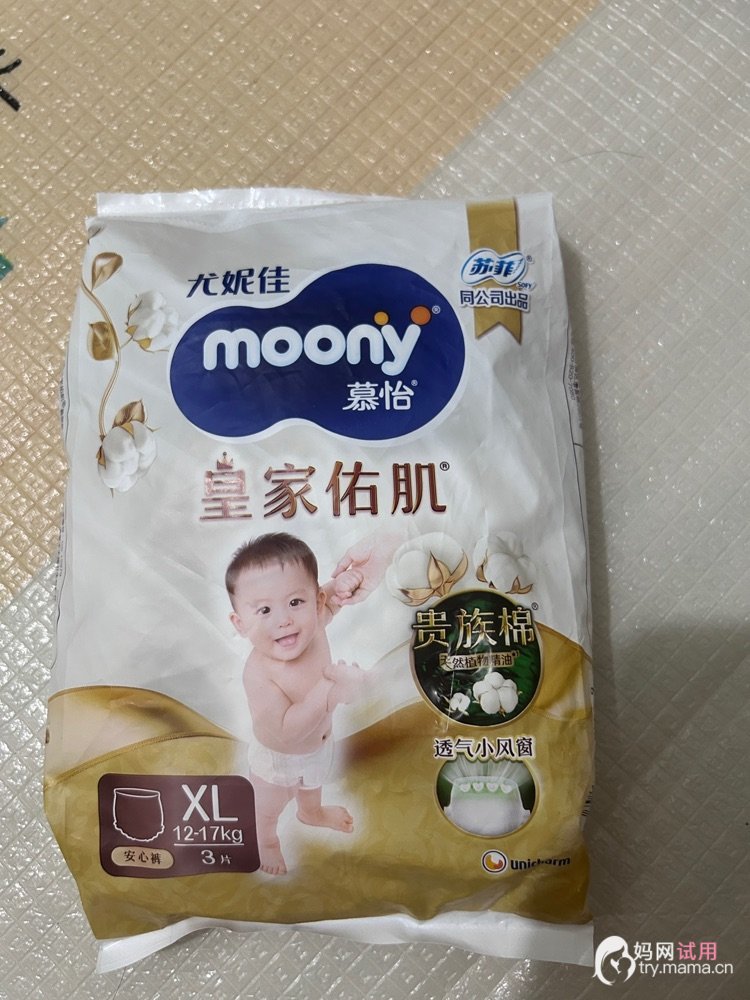 尤妮佳
moony®
慕怡®
苏菲®
SOFY
同公司出品
皇家佑肌®
贵族棉®
天然植物精油
透气小风窗
XL
12-17kg
3片
安心裤
unicharm
妈网试用
try.mama.cn